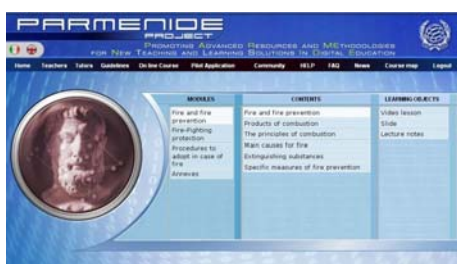 PARMENIDE
PROJECT
PROMOTING ADVANCED RESOURCES AND METHODOLOGIES
FOR NEW TEACHING AND LEARNING SOLUTIONS IN DIGITAL EDUCATION
Home Teachers Tutors Guidelines On line Course Pilot Application Community HELP FAQ News Course map Logout
MODULES
Fire and fire
prevention
Fire-Fighting
protection
Procedures to
adopt in case of
fire
Annexes
CONTENTS
Fire and fire prevention
Products of combustion
The principles of combustion
Main causes for fire
Extinguishing substances
Specific measures of fire prevention
LEARNING OBJECTS
Video lesson
Slide
Lecture notes